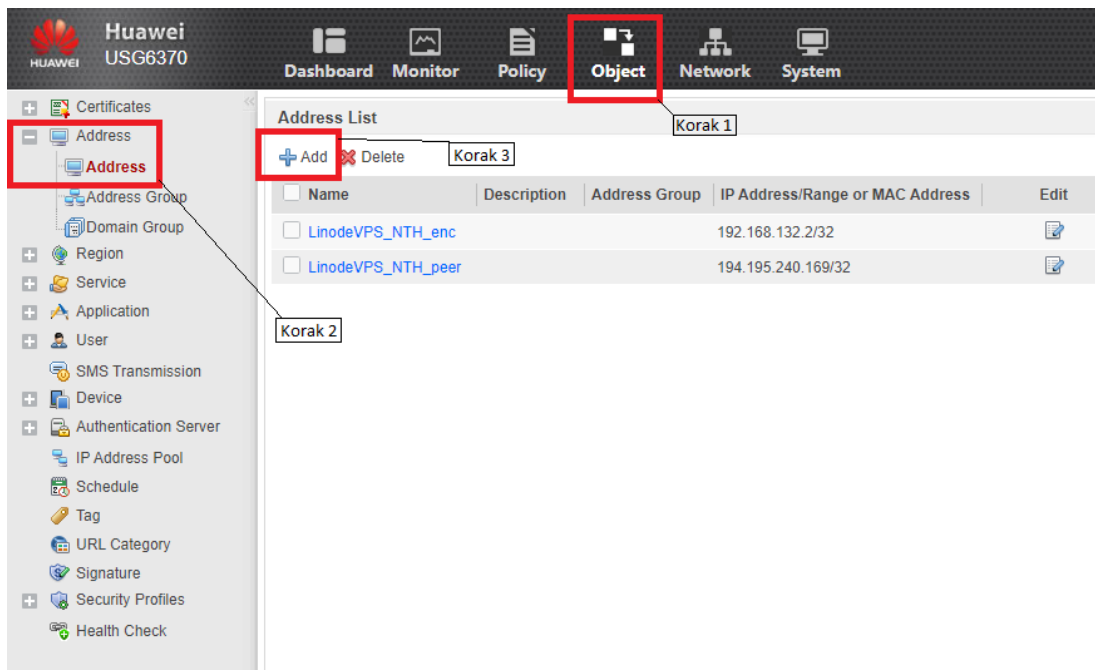 Huawei
USG6370
HUAWEI
Dashboard Monitor Policy Object Network System
Korak 1
Certificates
Address
Address
Address Group
Domain Group
Region
Service
Application
User
SMS Transmission
Device
Authentication Server
IP Address Pool
Schedule
Tag
URL Category
Signature
Security Profiles
Health Check
Korak 2
Address List
Add Delete
Korak 3
Name Description Address Group IP Address/Range or MAC Address Edit
LinodeVPS_NTH_enc 192.168.132.2/32
LinodeVPS_NTH_peer 194.195.240.169/32